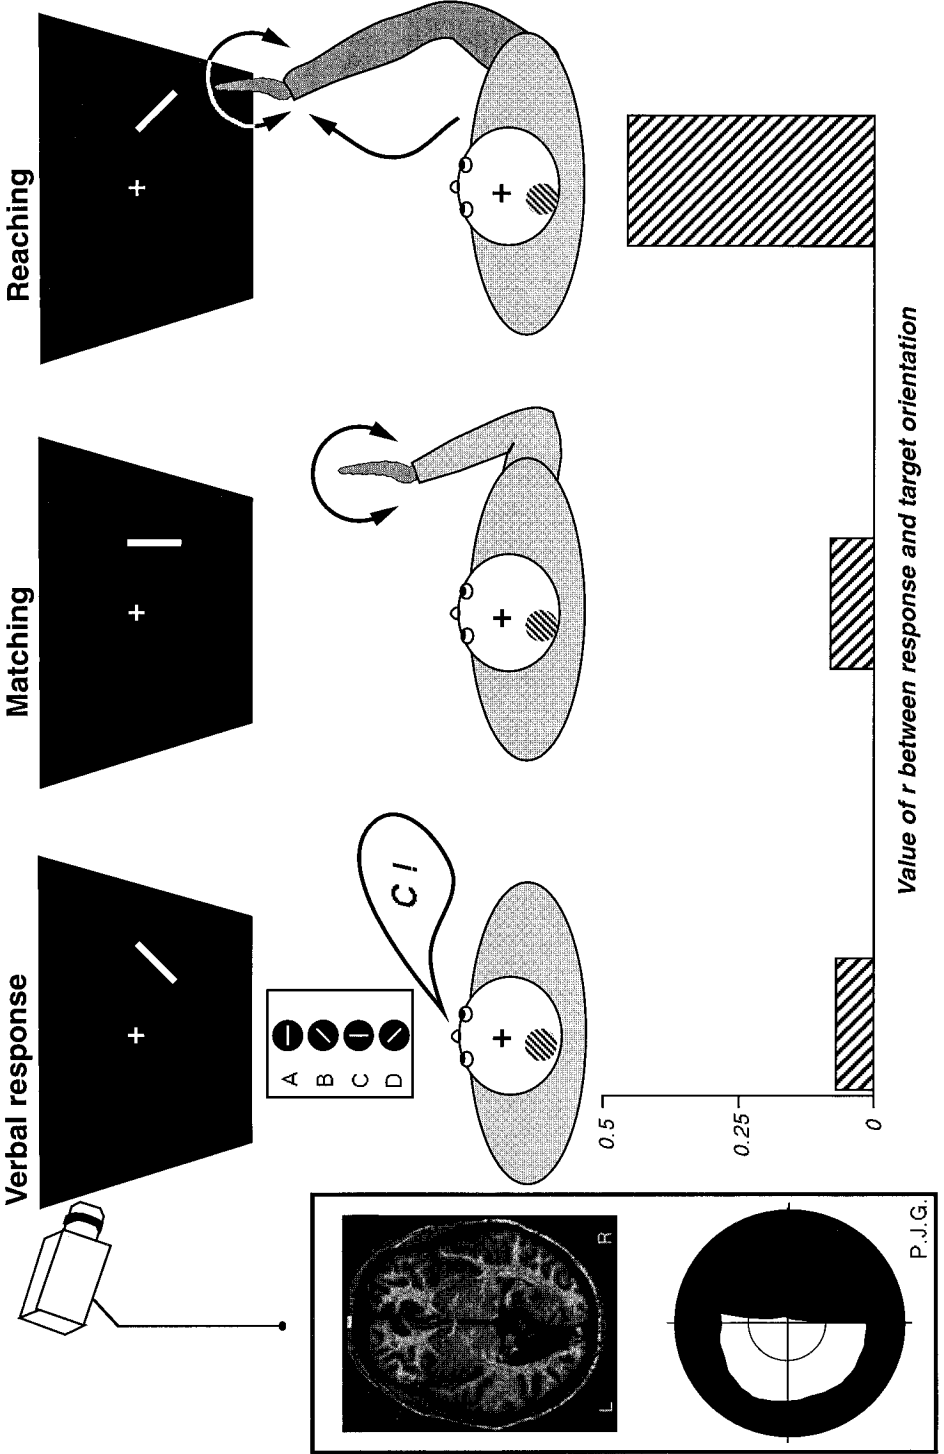 Verbal response
Matching
Reaching
A
B
C
D
C !
0.5
0.25
0
Value of r between response and target orientation
L
R
P.J.G.